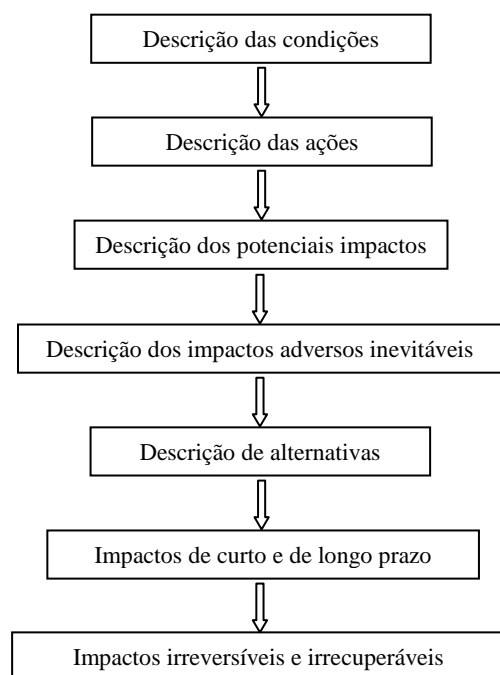 Descrição das condições
Descrição das ações
Descrição dos potenciais impactos
Descrição dos impactos adversos inevitáveis
Descrição de alternativas
Impactos de curto e de longo prazo
Impactos irreversíveis e irrecuperáveis